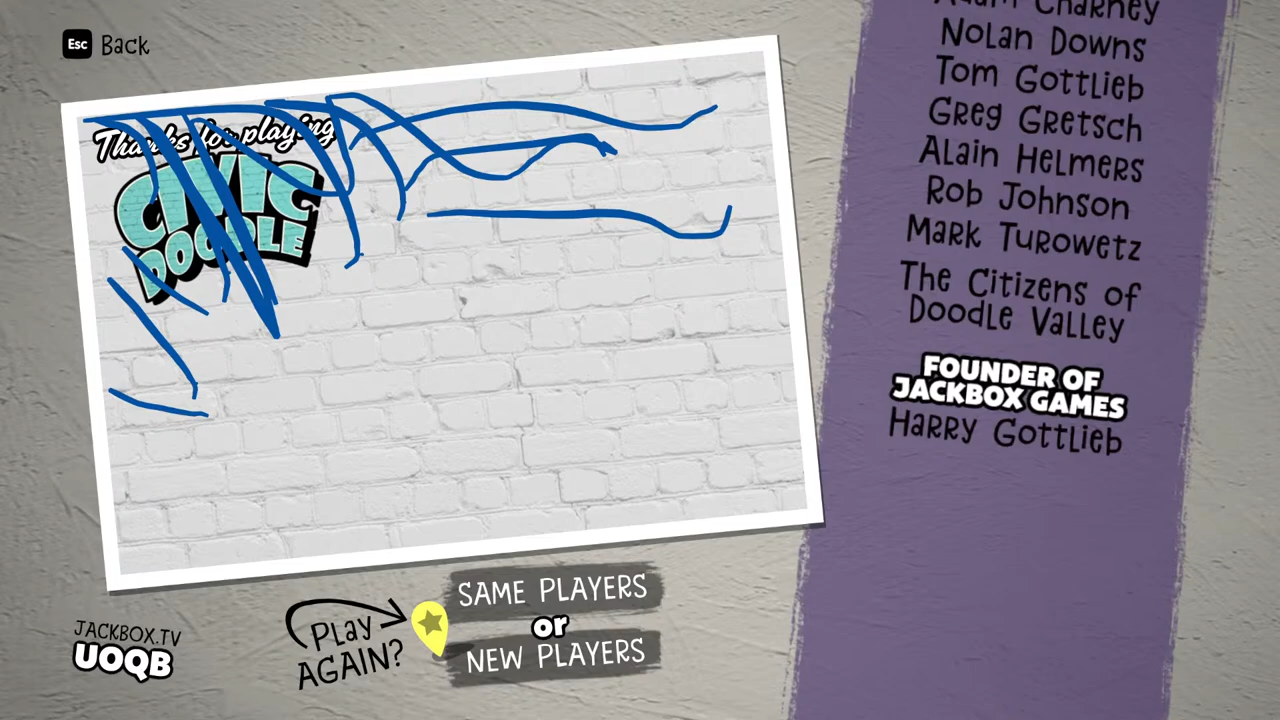 Esc Back
Thanks for playing
CIVIC
DOODLE
JACKBOX.TV
UOQB
PLAY
AGAIN?
SAME PLAYERS
or
NEW PLAYERS
Adam Charney
Nolan Downs
Tom Gottlieb
Greg Gretsch
Alain Helmers
Rob Johnson
Mark Turowetz
The Citizens of
Doodle Valley
FOUNDER OF
JACKBOX GAMES
Harry Gottlieb